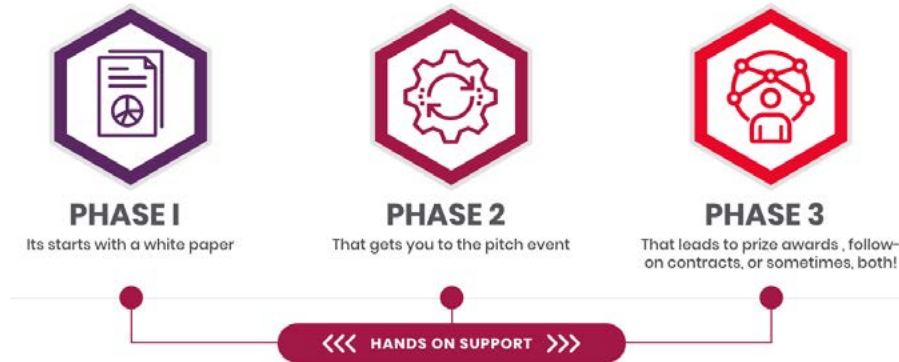 PHASE I
Its starts with a white paper
PHASE 2
That gets you to the pitch event
PHASE 3
That leads to prize awards , follow-
on contracts, or sometimes, both!
<<< HANDS ON SUPPORT >>>